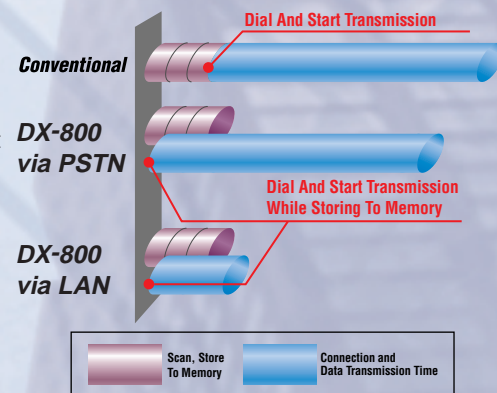 Dial And Start Transmission
Conventional
DX-800
via PSTN
Dial And Start Transmission
While Storing To Memory
DX-800
via LAN
Scan, Store
To Memory
Connection and
Data Transmission Time